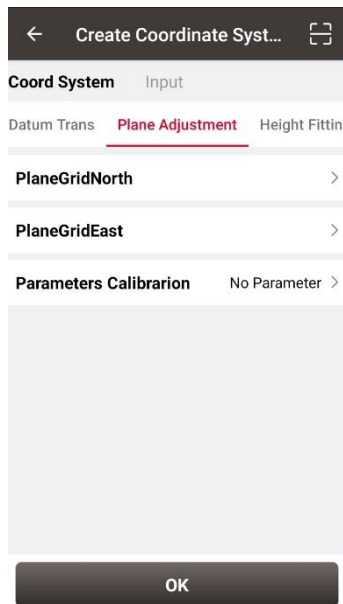 Create Coordinate Syst...
Coord System Input
Datum Trans Plane Adjustment Height Fittin
PlaneGridNorth
PlaneGridEast
Parameters Calibrarion No Parameter
OK